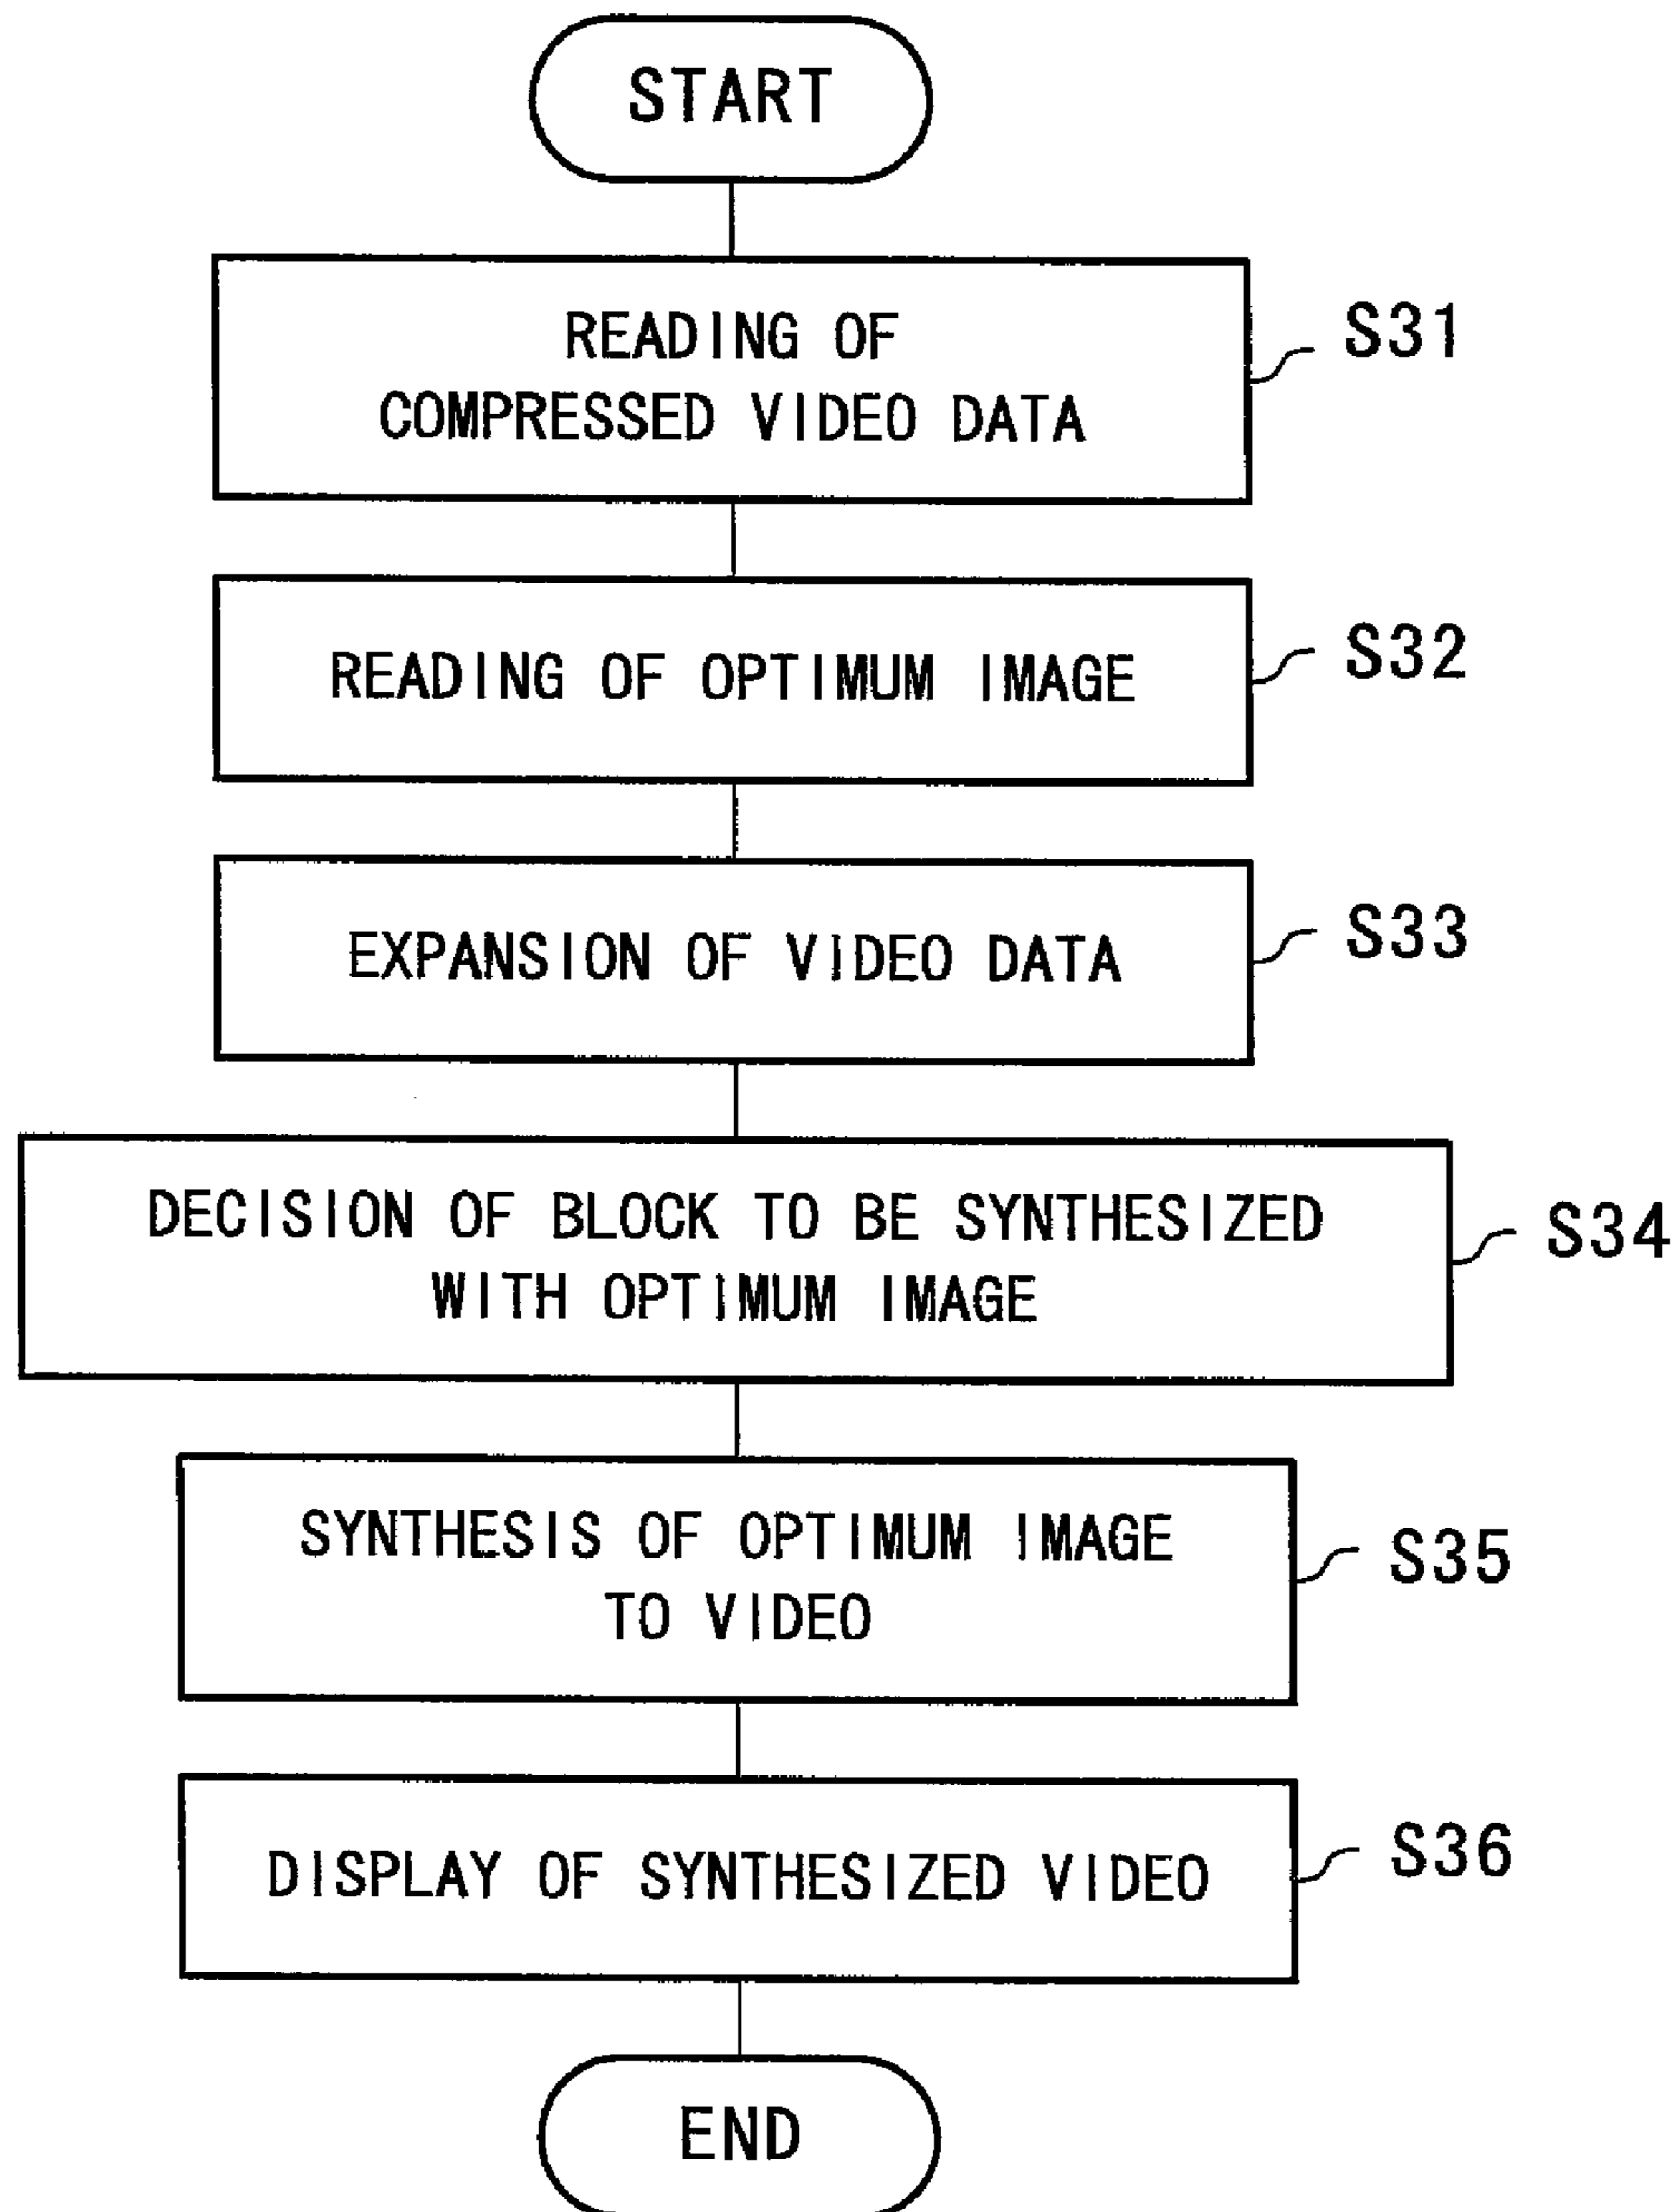 START
READING OF
COMPRESSED VIDEO DATA
S31
READING OF OPTIMUM IMAGE
S32
EXPANSION OF VIDEO DATA
S33
DECISION OF BLOCK TO BE SYNTHESIZED
WITH OPTIMUM IMAGE
S34
SYNTHESIS OF OPTIMUM IMAGE
TO VIDEO
S35
DISPLAY OF SYNTHESIZED VIDEO
S36
END